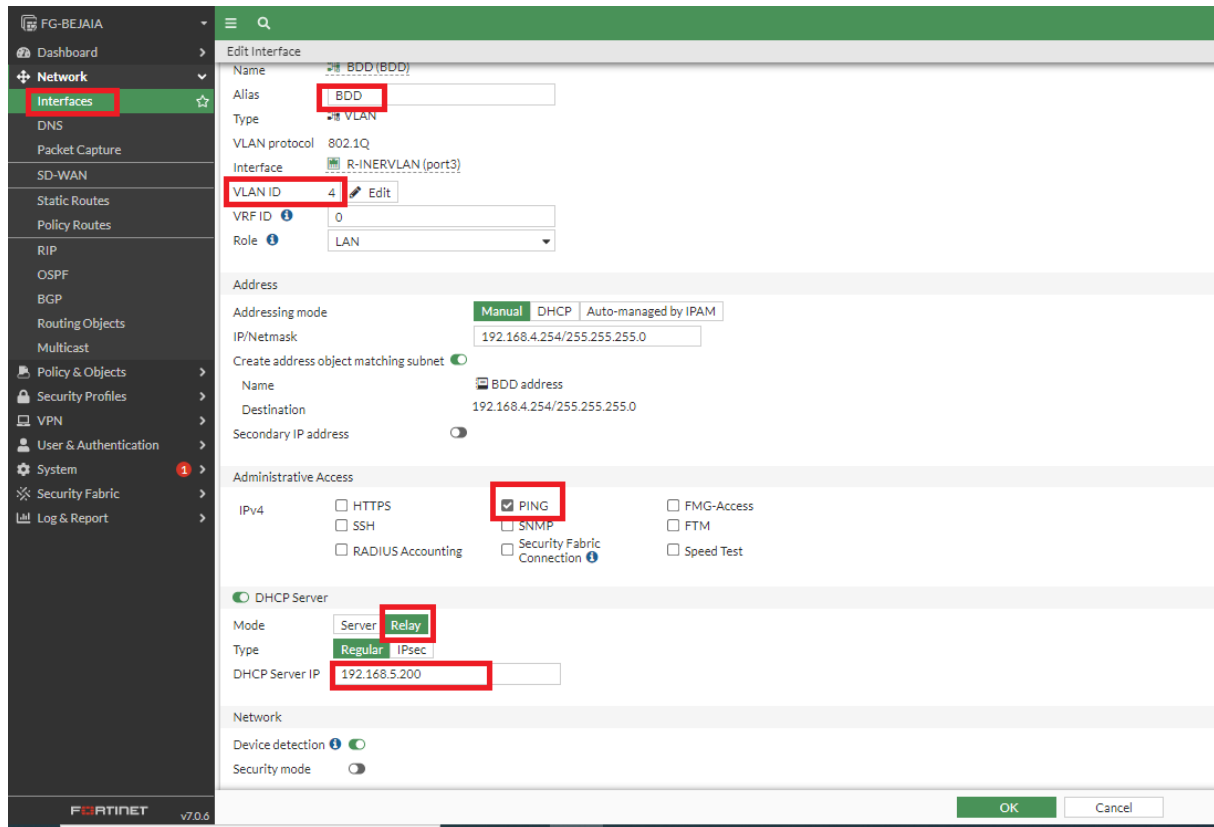 FG-BEJAIA
Dashboard
Network
Interfaces
DNS
Packet Capture
SD-WAN
Static Routes
Policy Routes
RIP
OSPF
BGP
Routing Objects
Multicast
Policy & Objects
Security Profiles
VPN
User & Authentication
System 1
Security Fabric
Log & Report
FORTINET v7.0.6
Edit Interface
Name BDD (BDD)
Alias BDD
Type VLAN
VLAN protocol 802.1Q
Interface R-INERVLAN (port3)
VLAN ID 4 Edit
VRF ID 0
Role LAN
Address
Addressing mode Manual DHCP Auto-managed by IPAM
IP/Netmask 192.168.4.254/255.255.255.0
Create address object matching subnet
Name BDD address
Destination 192.168.4.254/255.255.255.0
Secondary IP address
Administrative Access
IPv4 HTTPS PING FMG-Access
SSH SNMP FTM
RADIUS Accounting Security Fabric Connection Speed Test
DHCP Server
Mode Server Relay
Type Regular IPsec
DHCP Server IP 192.168.5.200
Network
Device detection
Security mode
OK Cancel